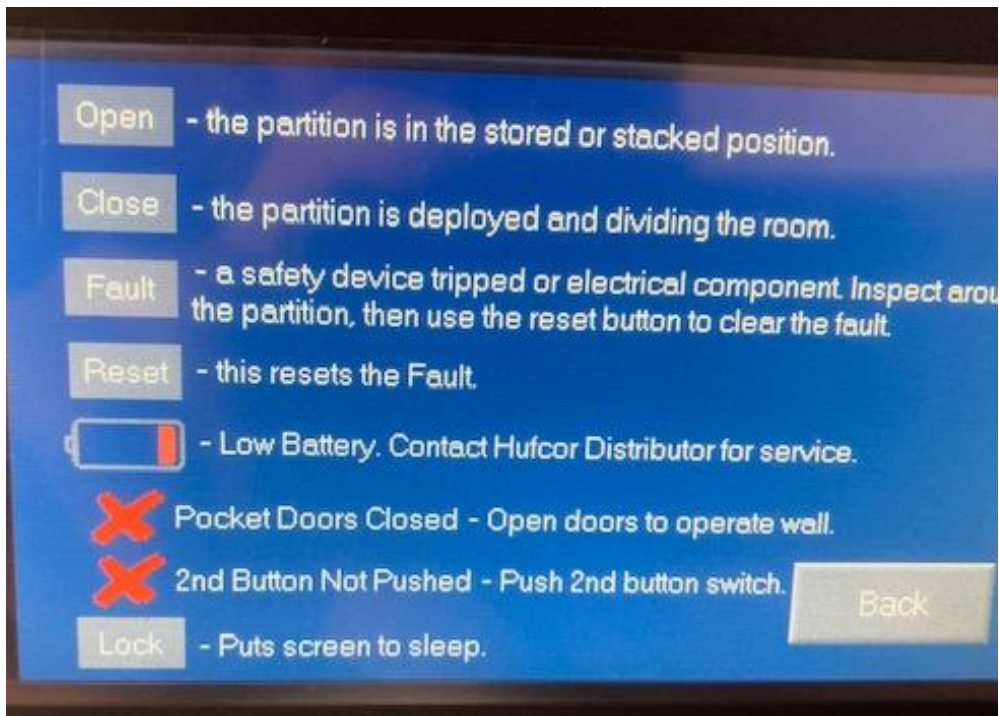 Open - the partition is in the stored or stacked position.
Close - the partition is deployed and dividing the room.
Fault - a safety device tripped or electrical component. Inspect
the partition, then use the reset button to clear the fault.
Reset - this resets the Fault.
- Low Battery. Contact Hufcor Distributor for service.
Pocket Doors Closed - Open doors to operate wall.
2nd Button Not Pushed - Push 2nd button switch.
Back
Lock - Puts screen to sleep.